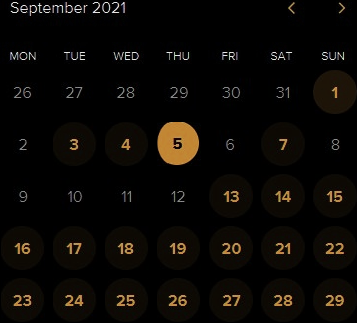 September 2021
MON TUE WED THU FRI SAT SUN
26 27 28 29 30 31 1
2 3 4 5 6 7 8
9 10 11 12 13 14 15
16 17 18 19 20 21 22
23 24 25 26 27 28 29